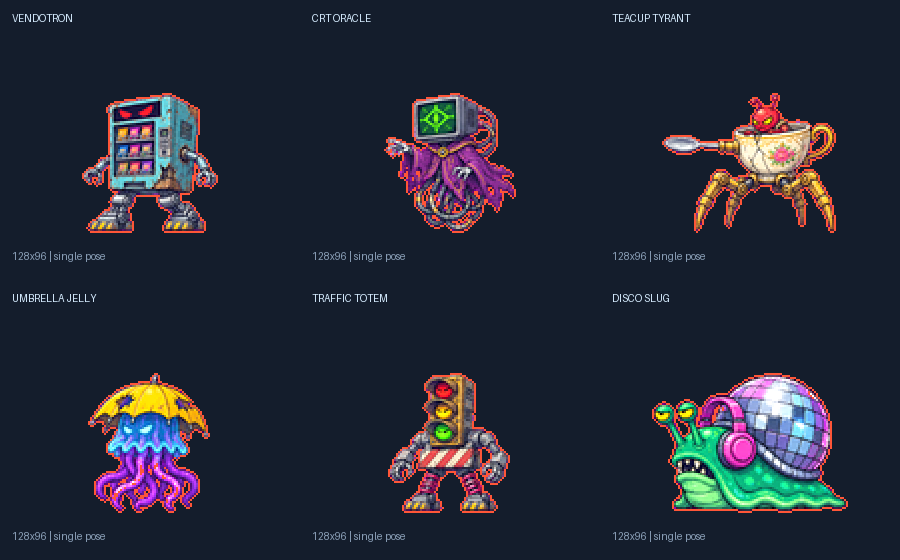 VENDOTRON
CRT ORACLE
TEACUP TYRANT
128x96 | single pose
128x96 | single pose
128x96 | single pose
UMBRELLA JELLY
TRAFFIC TOTEM
DISCO SLUG
128x96 | single pose
128x96 | single pose
128x96 | single pose